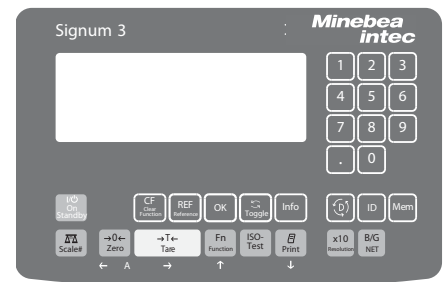 Signum 3
Minebea
intec
1 2 3
4 5 6
7 8 9
. 0
I/⏻
On
Standby
CF
Clear
Function
REF
Reference
OK
Toggle
Info
D
ID
Mem
Scale#
→0←
Zero
→T←
Tare
Fn
Function
ISO-
Test
Print
x10
Resolution
B/G
NET
← A → ↑ ↓